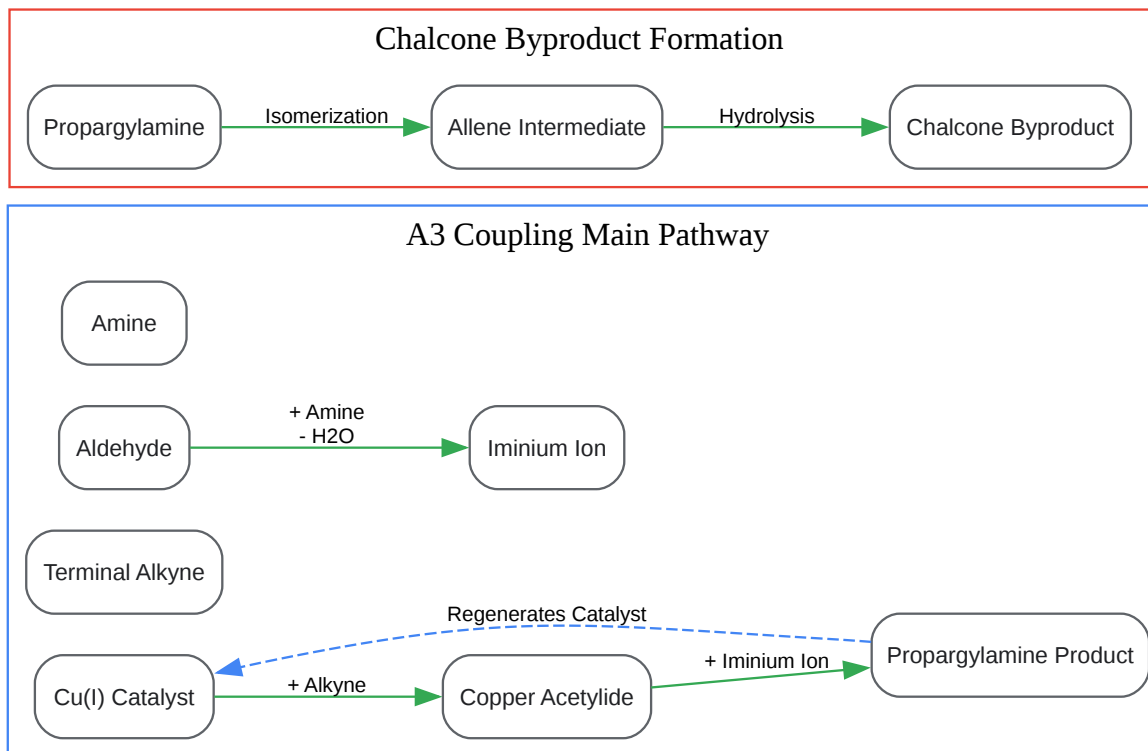 Chalcone Byproduct Formation
Propargylamine
Isomerization
Allene Intermediate
Hydrolysis
Chalcone Byproduct
A3 Coupling Main Pathway
Amine
Aldehyde
+ Amine
- H2O
Iminium Ion
Terminal Alkyne
Regenerates Catalyst
Cu(I) Catalyst
+ Alkyne
Copper Acetylide
+ Iminium Ion
Propargylamine Product